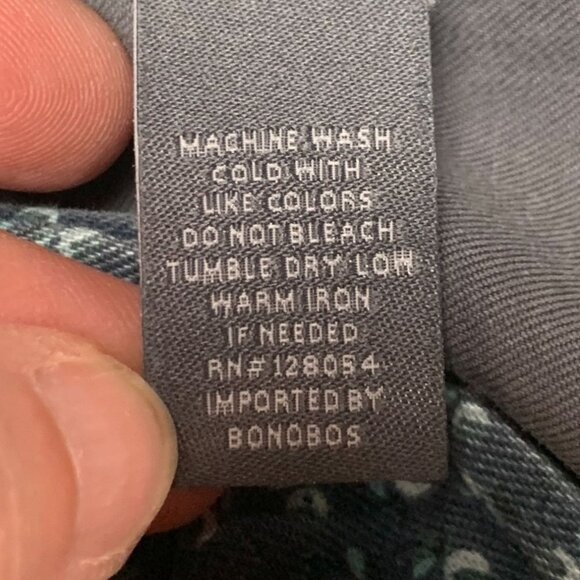 MACHINE WASH
COLD WITH
LIKE COLORS
DO NOT BLEACH
TUMBLE DRY LOW
WARM IRON
IF NEEDED
RN# 128054
IMPORTED BY
BONOBOS